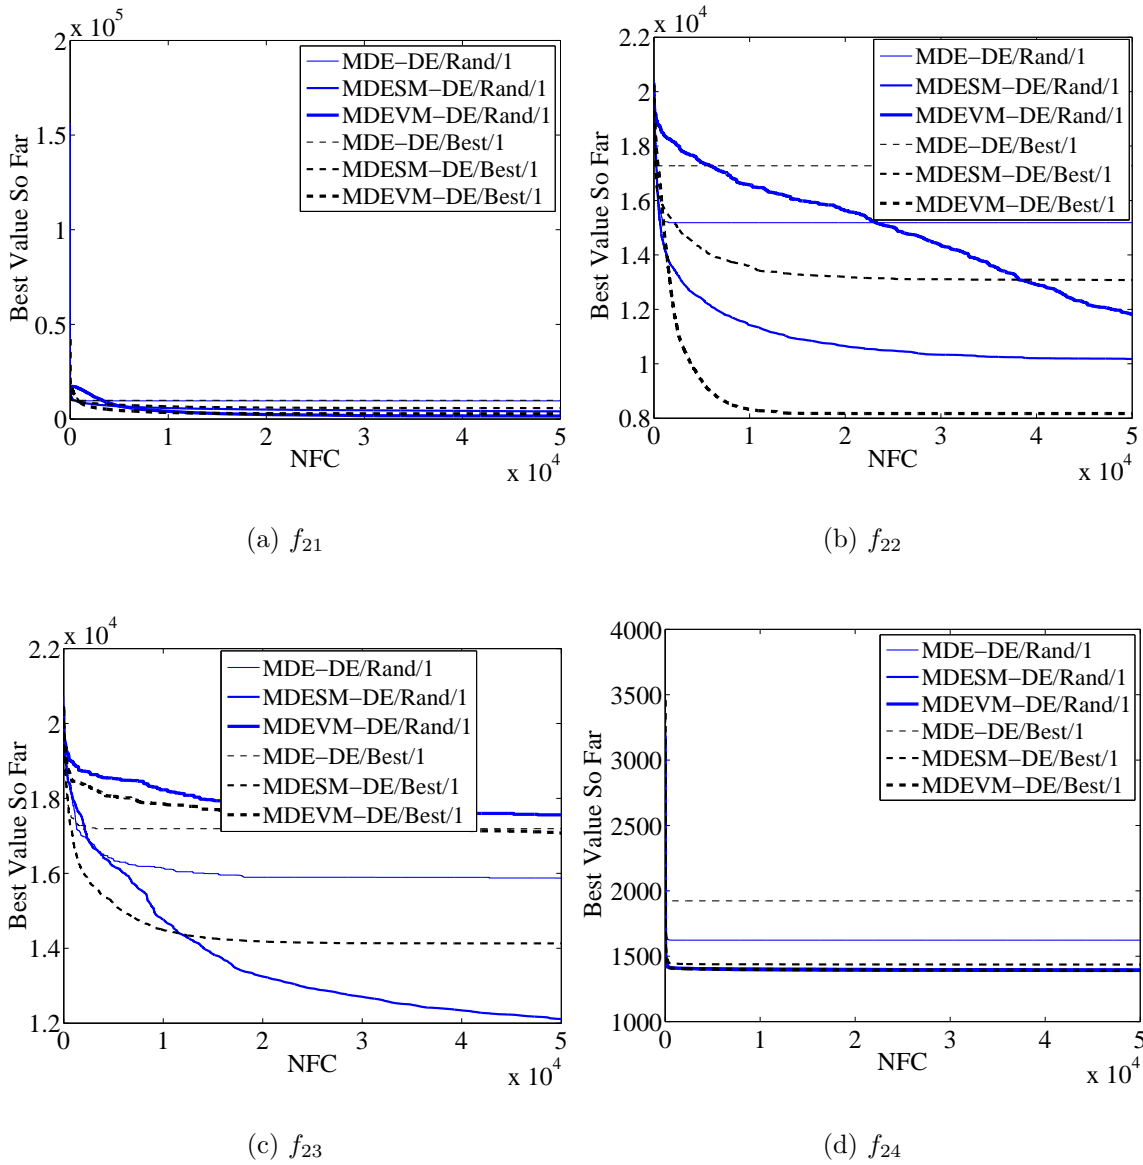 x 10^5
2
1.5
1
0.5
0
Best Value So Far
MDE−DE/Rand/1
MDESM−DE/Rand/1
MDEVM−DE/Rand/1
MDE−DE/Best/1
MDESM−DE/Best/1
MDEVM−DE/Best/1
0 1 2 3 4 5
NFC
x 10^4
(a) f_{21}
x 10^4
2.2
2
1.8
1.6
1.4
1.2
1
0.8
Best Value So Far
MDE−DE/Rand/1
MDESM−DE/Rand/1
MDEVM−DE/Rand/1
MDE−DE/Best/1
MDESM−DE/Best/1
MDEVM−DE/Best/1
0 1 2 3 4 5
NFC
x 10^4
(b) f_{22}
x 10^4
2.2
2
1.8
1.6
1.4
1.2
Best Value So Far
MDE−DE/Rand/1
MDESM−DE/Rand/1
MDEVM−DE/Rand/1
MDE−DE/Best/1
MDESM−DE/Best/1
MDEVM−DE/Best/1
0 1 2 3 4 5
NFC
x 10^4
(c) f_{23}
4000
3500
3000
2500
2000
1500
1000
Best Value So Far
MDE−DE/Rand/1
MDESM−DE/Rand/1
MDEVM−DE/Rand/1
MDE−DE/Best/1
MDESM−DE/Best/1
MDEVM−DE/Best/1
0 1 2 3 4 5
NFC
x 10^4
(d) f_{24}